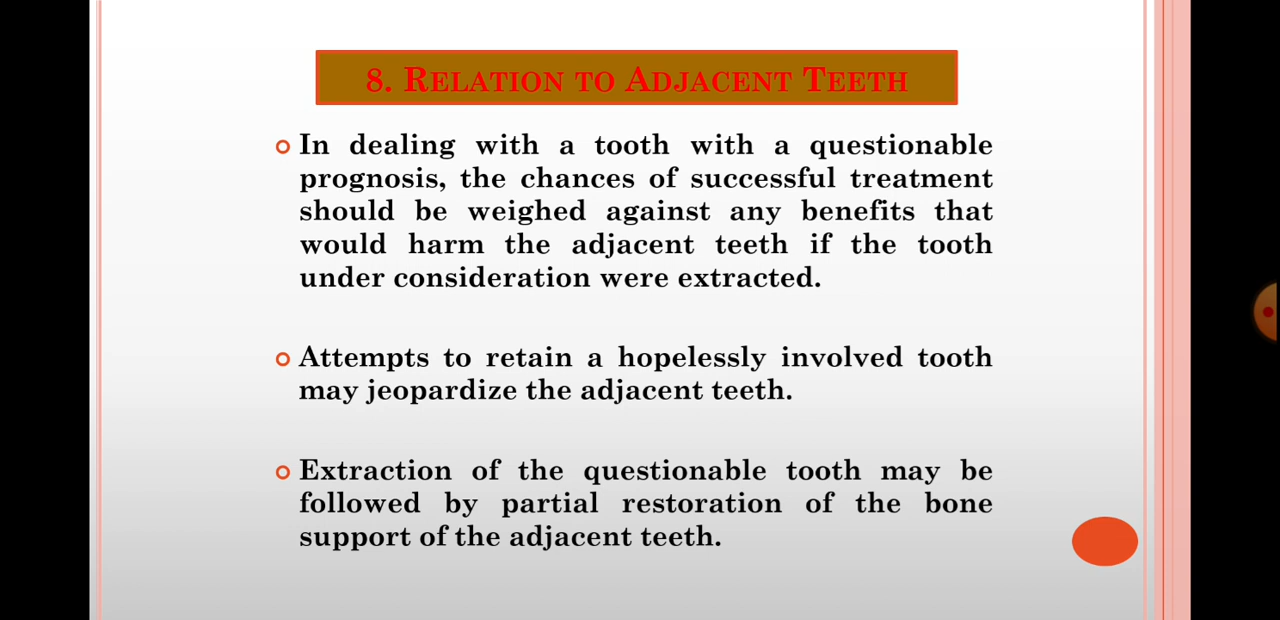 8. Relation to Adjacent Teeth
In dealing with a tooth with a questionable
prognosis, the chances of successful treatment
should be weighed against any benefits that
would harm the adjacent teeth if the tooth
under consideration were extracted.
Attempts to retain a hopelessly involved tooth
may jeopardize the adjacent teeth.
Extraction of the questionable tooth may be
followed by partial restoration of the bone
support of the adjacent teeth.